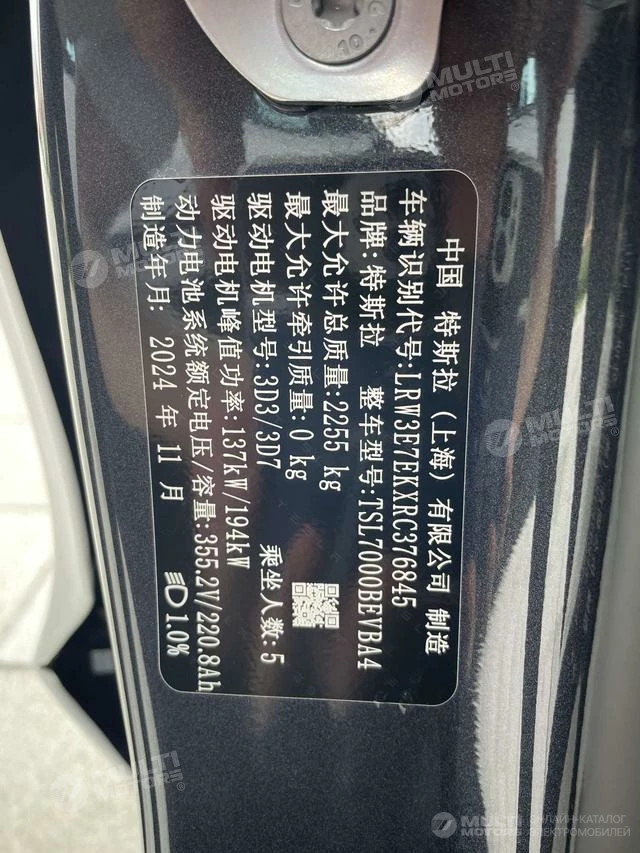 10.
中国 特斯拉（上海）有限公司 制造
车辆识别代号:LRW3E7EKXRC376845
品牌:特斯拉 整车型号:TSL7000BEVBA4
最大允许总质量:2255 kg
最大允许牵引质量:0 kg
驱动电机型号:3D3/3D7 乘坐人数:5
驱动电机峰值功率:137kW/194kW
动力电池系统额定电压/容量:355.2V/220.8Ah
制造年月: 2024 年 11 月 1.0%
MULTI MOTORS
MULTI MOTORS
MULTI MOTORS
MULTI MOTORS
MULTI MOTORS ОНЛАЙН-КАТАЛОГ ЭЛЕКТРОМОБИЛЕЙ